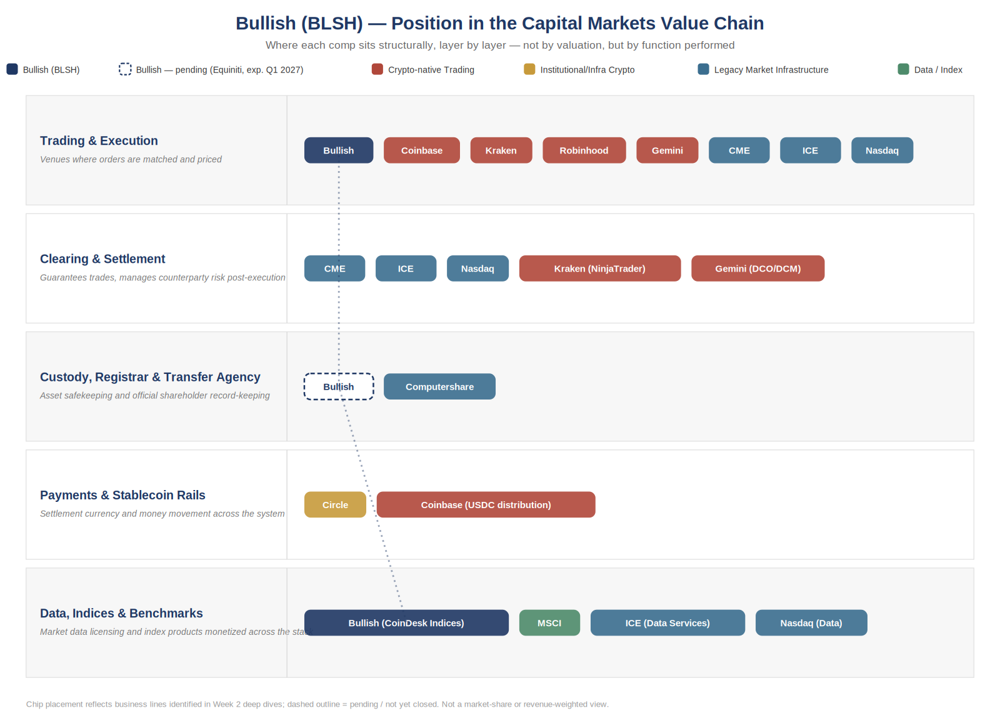 Bullish (BLSH) — Position in the Capital Markets Value Chain
Where each comp sits structurally, layer by layer — not by valuation, but by function performed
Bullish (BLSH)
Bullish — pending (Equiniti, exp. Q1 2027)
Crypto-native Trading
Institutional/Infra Crypto
Legacy Market Infrastructure
Data / Index
Trading & Execution
Venues where orders are matched and priced
Bullish
Coinbase
Kraken
Robinhood
Gemini
CME
ICE
Nasdaq
Clearing & Settlement
Guarantees trades, manages counterparty risk post-execution
CME
ICE
Nasdaq
Kraken (NinjaTrader)
Gemini (DCO/DCM)
Custody, Registrar & Transfer Agency
Asset safekeeping and official shareholder record-keeping
Bullish
Computershare
Payments & Stablecoin Rails
Settlement currency and money movement across the system
Circle
Coinbase (USDC distribution)
Data, Indices & Benchmarks
Market data licensing and index products monetized across the stack
Bullish (CoinDesk Indices)
MSCI
ICE (Data Services)
Nasdaq (Data)
Chip placement reflects business lines identified in Week 2 deep dives; dashed outline = pending / not yet closed. Not a market-share or revenue-weighted view.